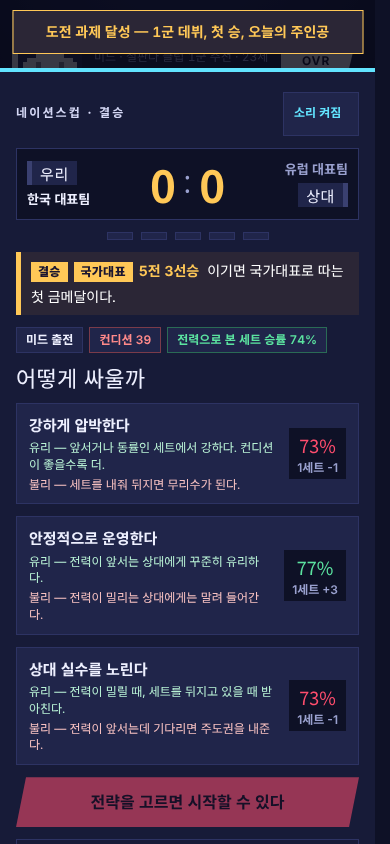 도전 과제 달성 — 1군 데뷔, 첫 승, 오늘의 주인공
OVR
네이션스컵 · 결승
소리 켜짐
우리
한국 대표팀
0 : 0
유럽 대표팀
상대
결승 국가대표 5전 3선승 이기면 국가대표로 따는
첫 금메달이다.
미드 출전
컨디션 39
전력으로 본 세트 승률 74%
어떻게 싸울까
강하게 압박한다
유리 — 앞서거나 동률인 세트에서 강하다. 컨디션
이 좋을수록 더.
불리 — 세트를 내줘 뒤지면 무리수가 된다.
73%
1세트 -1
안정적으로 운영한다
유리 — 전력이 앞서는 상대에게 꾸준히 유리하
다.
불리 — 전력이 밀리는 상대에게는 말려 들어간
다.
77%
1세트 +3
상대 실수를 노린다
유리 — 전력이 밀릴 때, 세트를 뒤지고 있을 때 받
아친다.
불리 — 전력이 앞서는데 기다리면 주도권을 내준
다.
73%
1세트 -1
전략을 고르면 시작할 수 있다